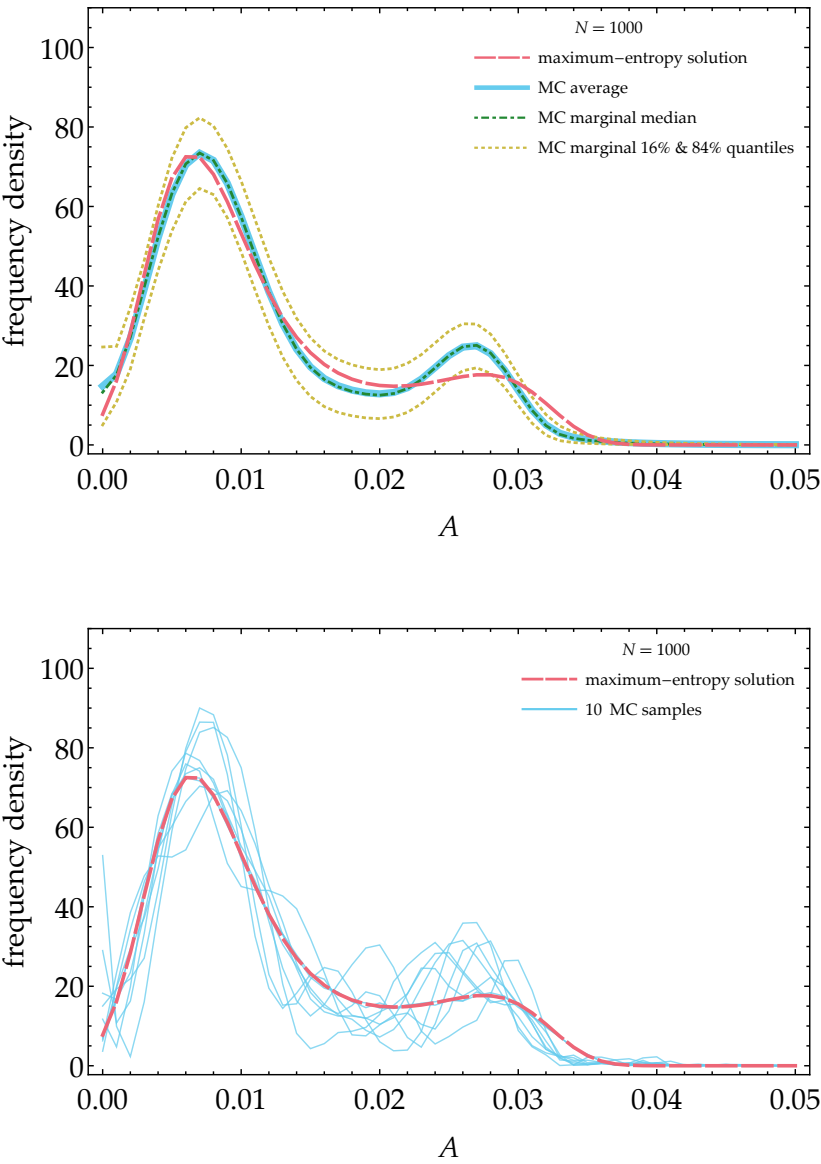 N = 1000
maximum−entropy solution
MC average
MC marginal median
MC marginal 16% & 84% quantiles
frequency density
100
80
60
40
20
0
0.00 0.01 0.02 0.03 0.04 0.05
A
N = 1000
maximum−entropy solution
10 MC samples
frequency density
100
80
60
40
20
0
0.00 0.01 0.02 0.03 0.04 0.05
A